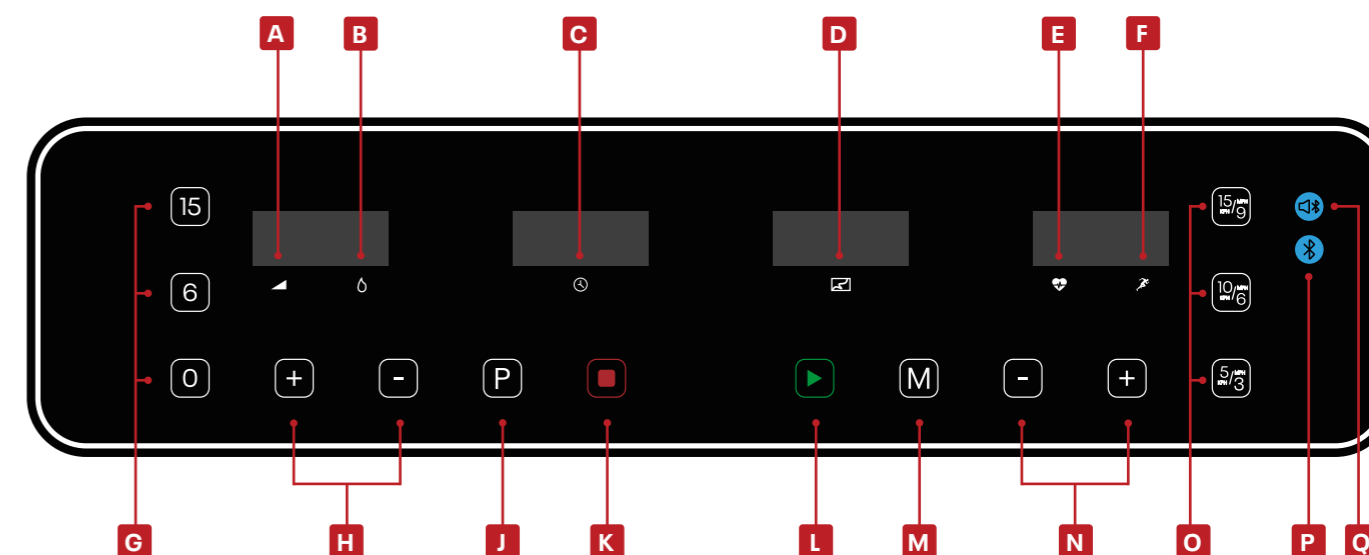 A B C D E F
15
15 KPH / MPH 9
6
10 KPH / MPH 6
0 + - P M - + 5 KPH / MPH 3
G H J K L M N O P Q